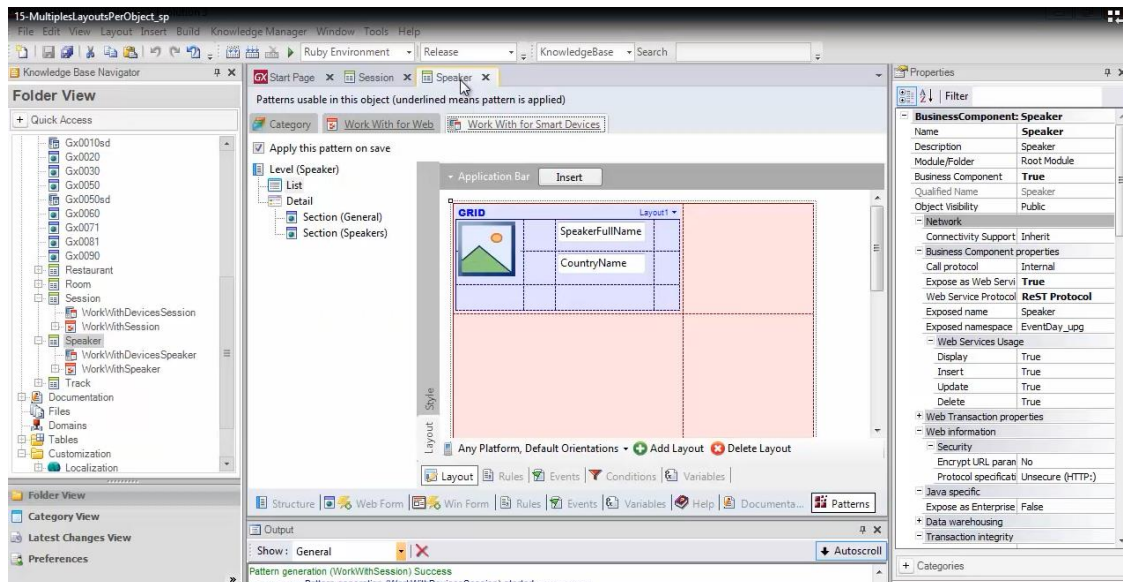 15-MultiplesLayoutsPerObject_sp
File Edit View Layout Insert Build Knowledge Manager Window Tools Help
Ruby Environment Release KnowledgeBase Search
Knowledge Base Navigator
Folder View
+ Quick Access
Gx0010sd
Gx0020
Gx0030
Gx0050
Gx0050sd
Gx0060
Gx0071
Gx0081
Gx0090
Restaurant
Room
Session
WorkWithDevicesSession
WorkWithSession
Speaker
WorkWithDevicesSpeaker
WorkWithSpeaker
Track
Documentation
Files
Domains
Tables
Customization
Localization
Folder View
Category View
Latest Changes View
Preferences
GX Start Page Session Speaker
Patterns usable in this object (underlined means pattern is applied)
Category Work With for Web Work With for Smart Devices
Apply this pattern on save
Level (Speaker)
List
Detail
Section (General)
Section (Speakers)
Application Bar Insert
GRID Layout1
SpeakerFullName
CountryName
Style
Layout
Any Platform, Default Orientations Add Layout Delete Layout
Layout Rules Events Conditions Variables
Structure Web Form Win Form Rules Events Variables Help Documenta... Patterns
Output
Show: General Autoscroll
Pattern generation (WorkWithSession) Success
Properties
Filter
BusinessComponent: Speaker
Name Speaker
Description Speaker
Module/Folder Root Module
Business Component True
Qualified Name Speaker
Object Visibility Public
Network
Connectivity Support Inherit
Business Component properties
Call protocol Internal
Expose as Web Servi True
Web Service Protocol ReST Protocol
Exposed name Speaker
Exposed namespace EventDay_upg
Web Services Usage
Display True
Insert True
Update True
Delete True
Web Transaction properties
Web information
Security
Encrypt URL paran No
Protocol specificati Unsecure (HTTP:)
Java specific
Expose as Enterprise False
Data warehousing
Transaction integrity
+ Categories